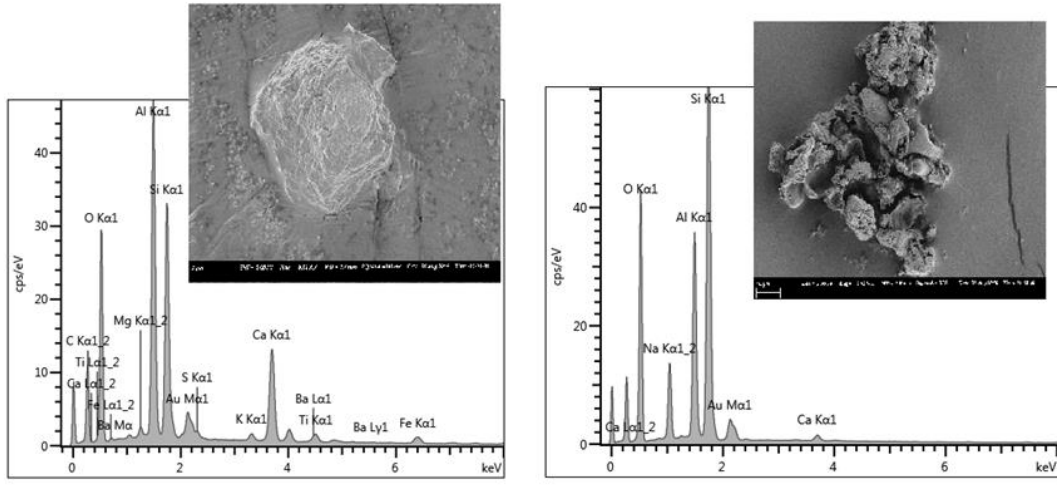 Al Kα1
40
Si Kα1
O Kα1
30
cps/eV
20
Mg Kα1_2
C Kα1_2
Ca Kα1
Ti Lα1_2
10
Ca Lα1_2
S Kα1
Fe Lα1_2
Au Mα1
Ba Lα1
Ba Mα
K Kα1
Ti Kα1
Ba Lγ1
Fe Kα1
0
0
2
4
6
keV
Si Kα1
40
O Kα1
Al Kα1
cps/eV
20
Na Kα1_2
Au Mα1
Ca Lα1_2
Ca Kα1
0
0
2
4
6
keV